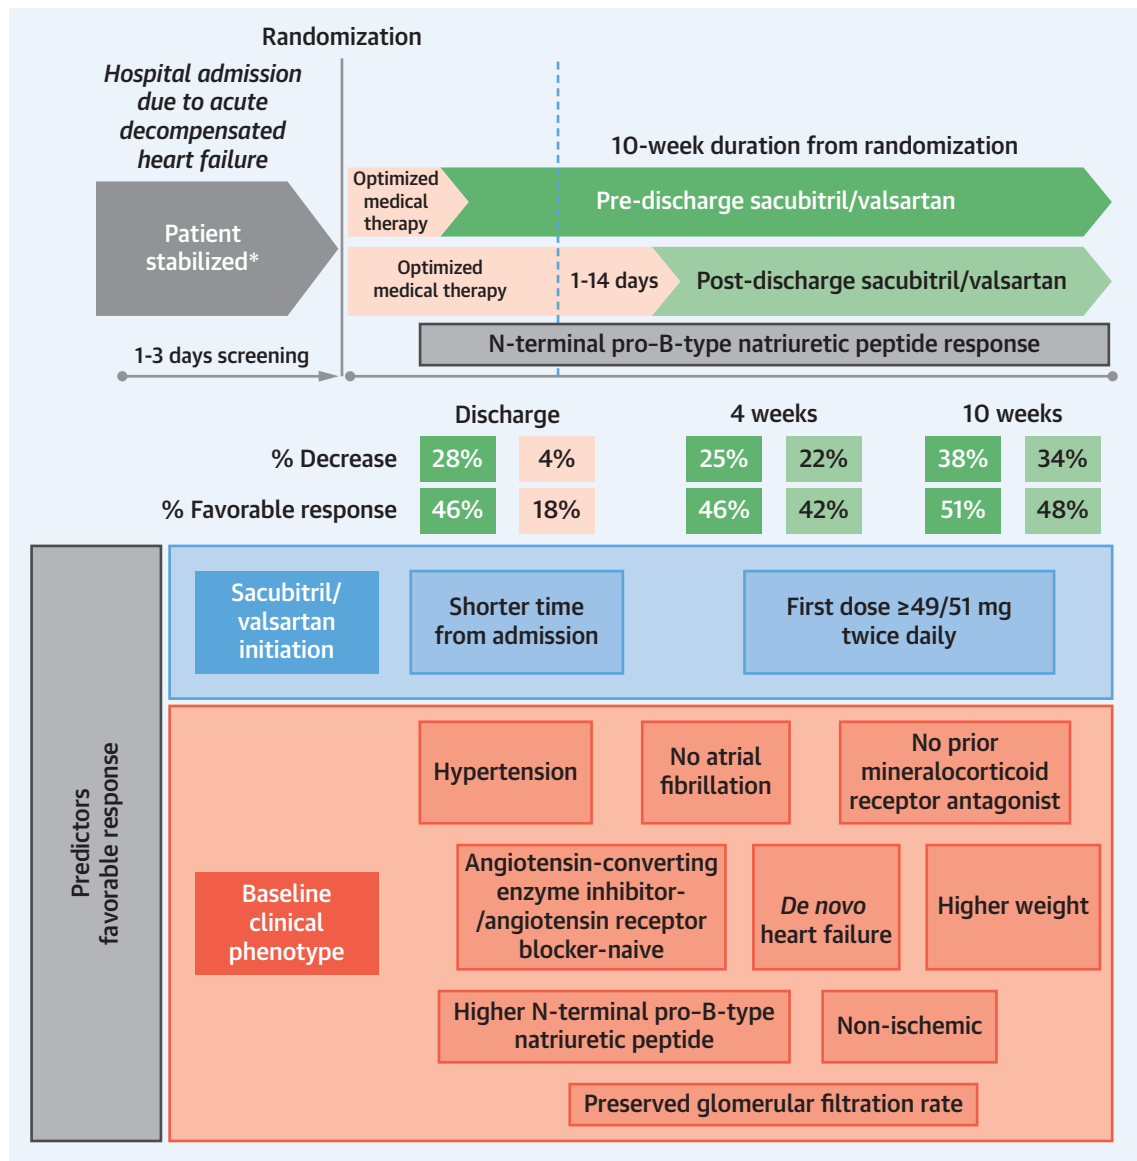 Randomization
Hospital admission
due to acute
decompensated
heart failure
10-week duration from randomization
Patient
stabilized*
Optimized
medical
therapy
Pre-discharge sacubitril/valsartan
Optimized
medical therapy
1-14 days
Post-discharge sacubitril/valsartan
1-3 days screening
N-terminal pro–B-type natriuretic peptide response
Discharge 4 weeks 10 weeks
% Decrease 28% 4% 25% 22% 38% 34%
% Favorable response 46% 18% 46% 42% 51% 48%
Predictors
favorable response
Sacubitril/
valsartan
initiation
Shorter time
from admission
First dose ≥49/51 mg
twice daily
Baseline
clinical
phenotype
Hypertension
No atrial
fibrillation
No prior
mineralocorticoid
receptor antagonist
Angiotensin-converting
enzyme inhibitor-
/angiotensin receptor
blocker-naive
De novo
heart failure
Higher weight
Higher N-terminal pro–B-type
natriuretic peptide
Non-ischemic
Preserved glomerular filtration rate